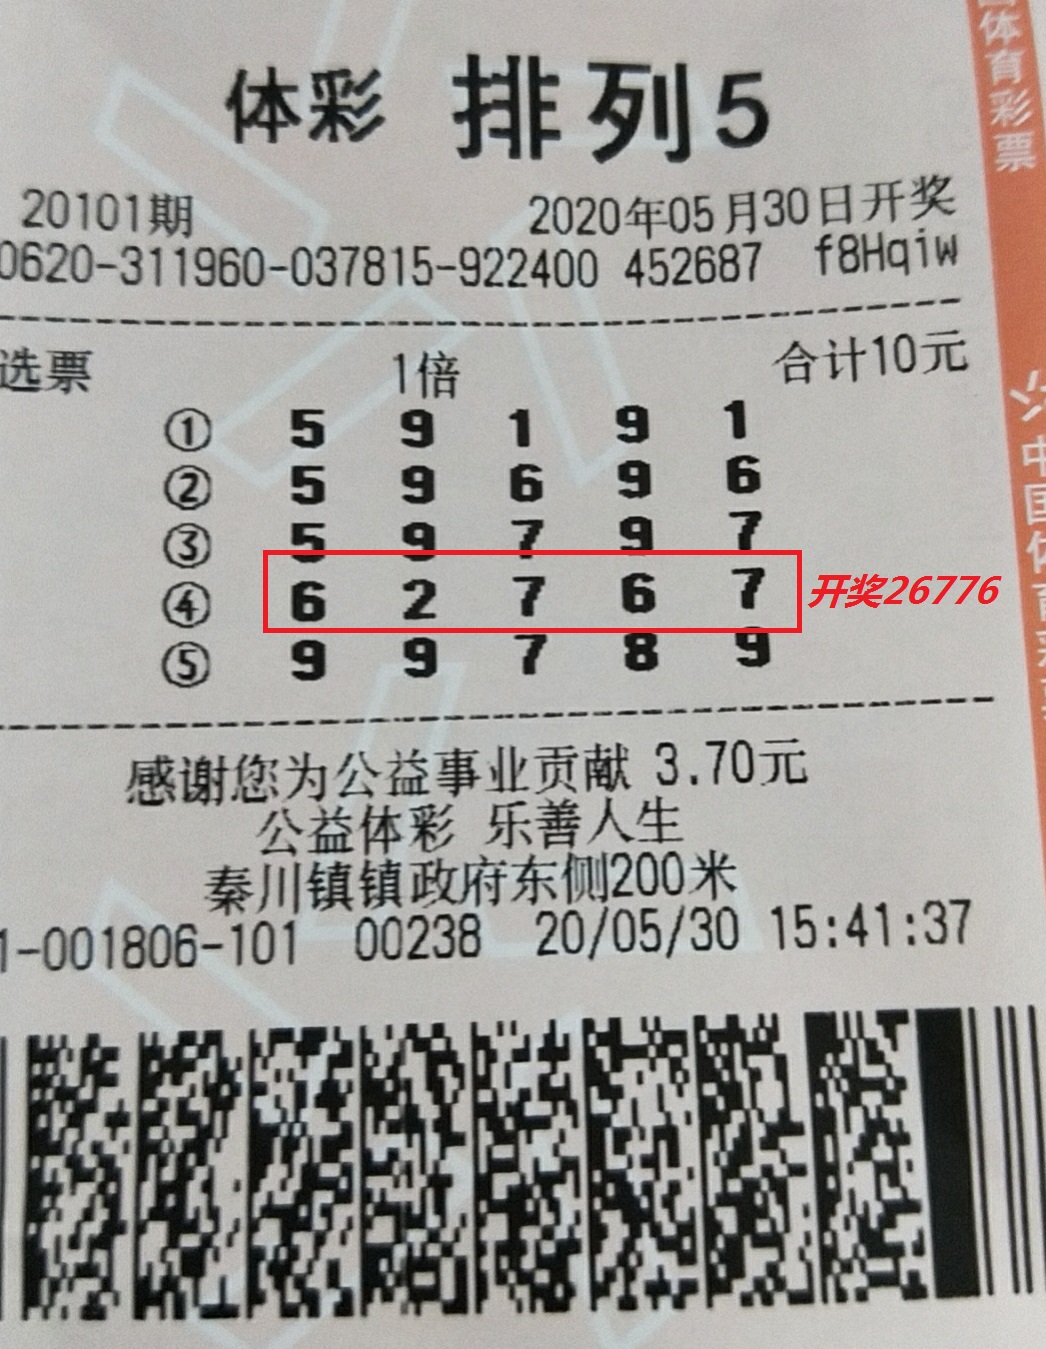 体彩 排列5
20101期 2020年05月30日开奖
0620-311960-037815-922400 452687 f8Hqiw
选票 1倍 合计10元
① 5 9 1 9 1
② 5 9 6 9 6
③ 5 9 7 9 7
④ 6 2 7 6 7 开奖26776
⑤ 9 9 7 8 9
感谢您为公益事业贡献 3.70元
公益体彩 乐善人生
秦川镇镇政府东侧200米
1-001806-101 00238 20/05/30 15:41:37
国体育彩票
中国体育彩票